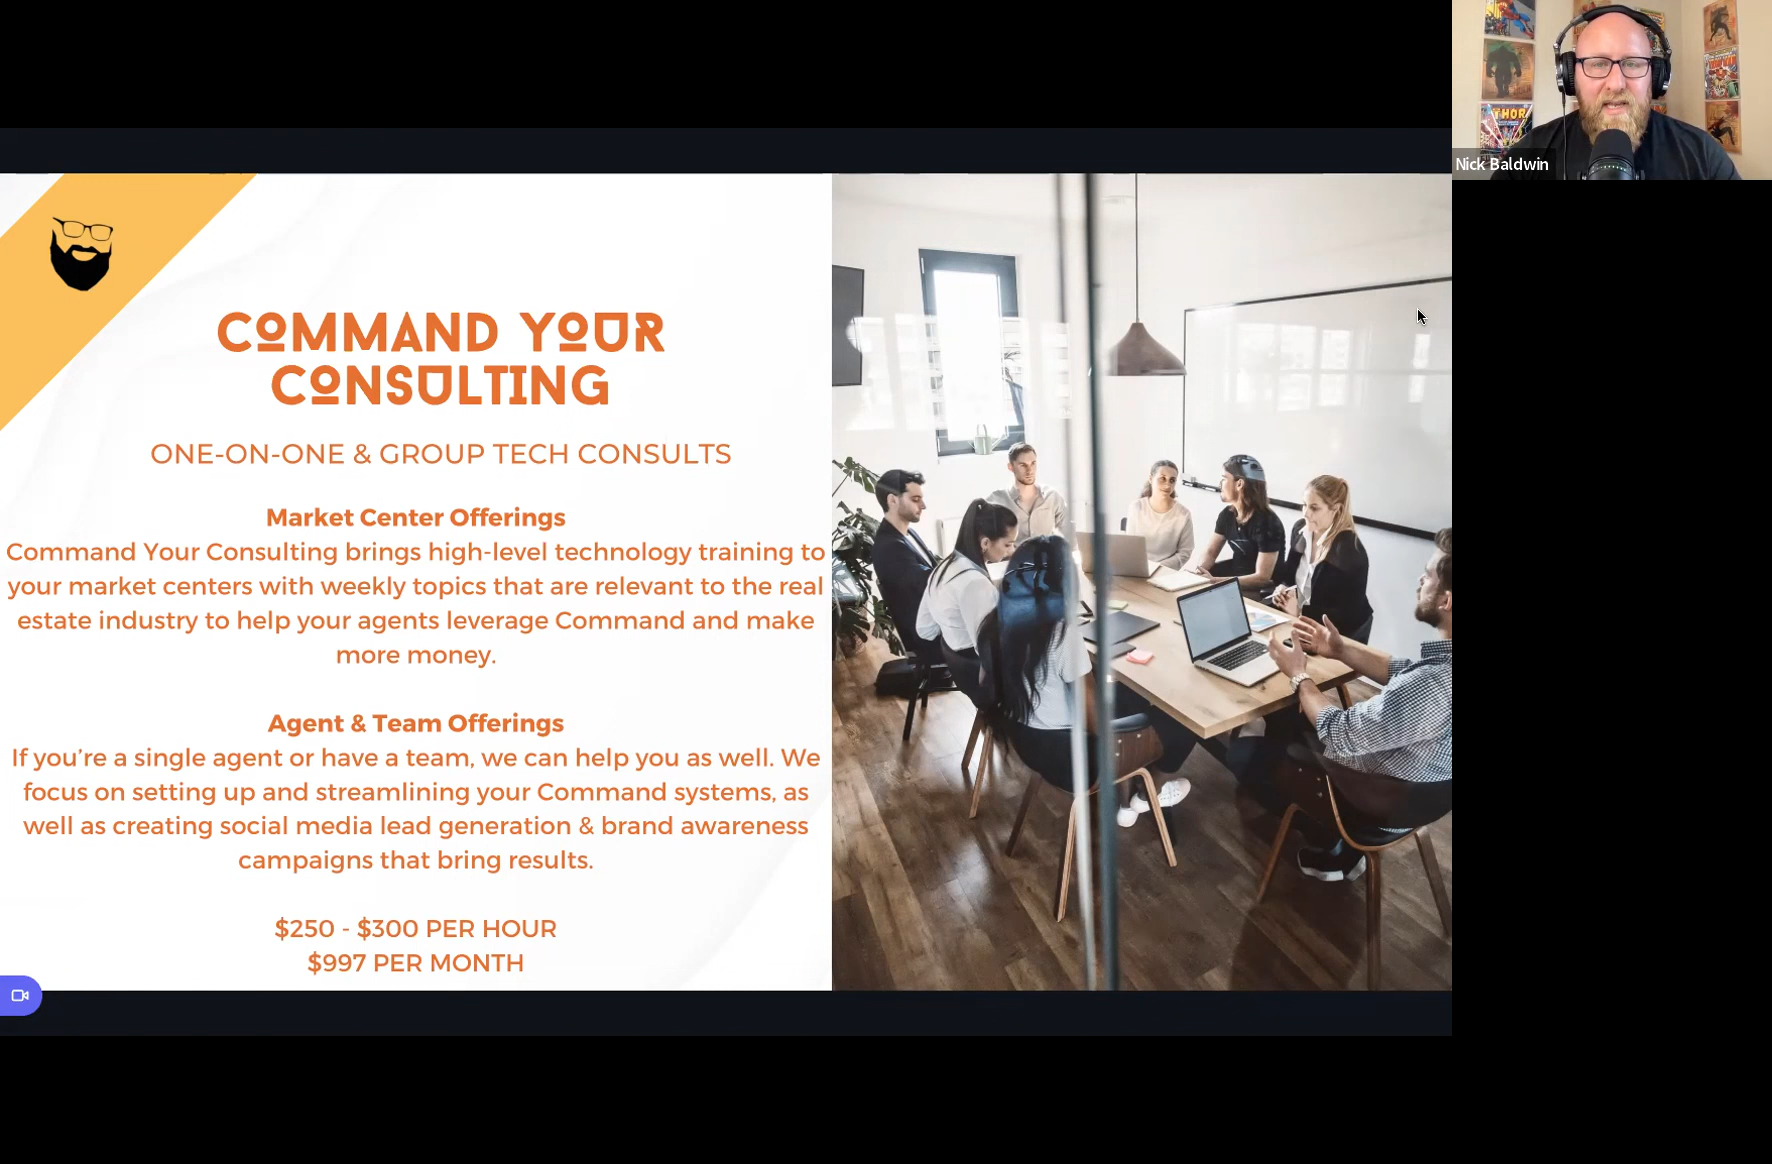 COMMAND YOUR
CONSULTING
ONE-ON-ONE & GROUP TECH CONSULTS
Market Center Offerings
Command Your Consulting brings high-level technology training to
your market centers with weekly topics that are relevant to the real
estate industry to help your agents leverage Command and make
more money.
Agent & Team Offerings
If you’re a single agent or have a team, we can help you as well. We
focus on setting up and streamlining your Command systems, as
well as creating social media lead generation & brand awareness
campaigns that bring results.
$250 - $300 PER HOUR
$997 PER MONTH
THOR
Nick Baldwin